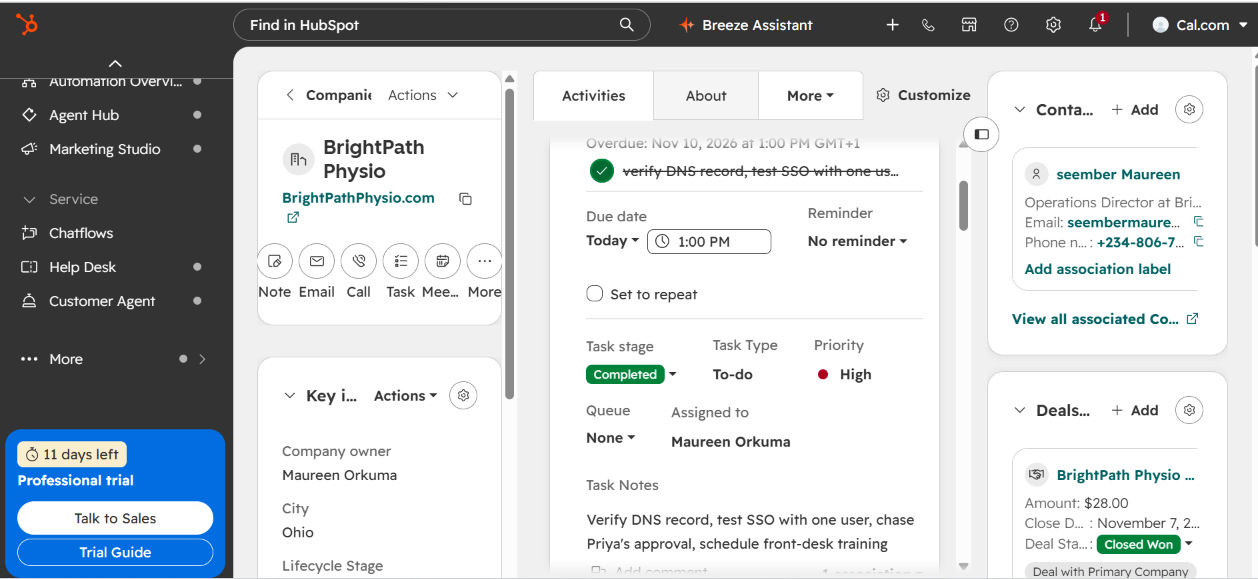 Find in HubSpot
Breeze Assistant
1
Cal.com
Automation Overvi...
Agent Hub
Marketing Studio
Service
Chatflows
Help Desk
Customer Agent
More
11 days left
Professional trial
Talk to Sales
Trial Guide
Companie
Actions
BrightPath
Physio
BrightPathPhysio.com
Note Email Call Task Mee... More
Key i... Actions
Company owner
Maureen Orkuma
City
Ohio
Lifecycle Stage
Activities About More Customize
Overdue: Nov 10, 2026 at 1:00 PM GMT+1
verify DNS record, test SSO with one us...
Due date Reminder
Today 1:00 PM No reminder
Set to repeat
Task stage Task Type Priority
Completed To-do High
Queue Assigned to
None Maureen Orkuma
Task Notes
Verify DNS record, test SSO with one user, chase
Priya's approval, schedule front-desk training
Add comment 1 association
Conta... + Add
seember Maureen
Operations Director at Bri...
Email: seembermaure...
Phone n... : +234-806-7...
Add association label
View all associated Co...
Deals... + Add
BrightPath Physio ...
Amount: $28.00
Close D... : November 7, 2...
Deal Sta... : Closed Won
Deal with Primary Company